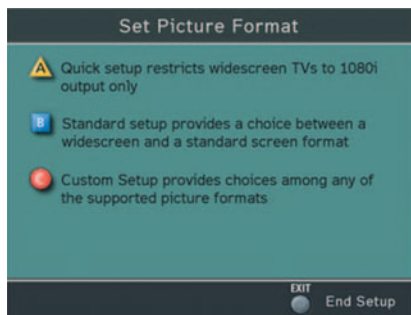 Set Picture Format
A Quick setup restricts widescreen TVs to 1080i
output only
B Standard setup provides a choice between a
widescreen and a standard screen format
C Custom Setup provides choices among any of
the supported picture formats
EXIT
End Setup